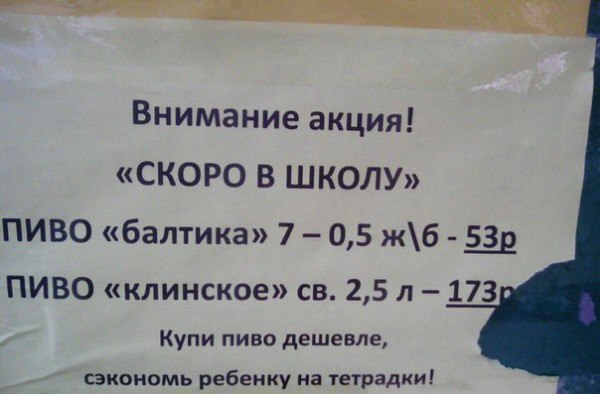 Внимание акция!
«СКОРО В ШКОЛУ»
ПИВО «балтика» 7 – 0,5 ж\б - 53р
ПИВО «клинское» св. 2,5 л – 173р
Купи пиво дешевле,
сэкономь ребенку на тетрадки!